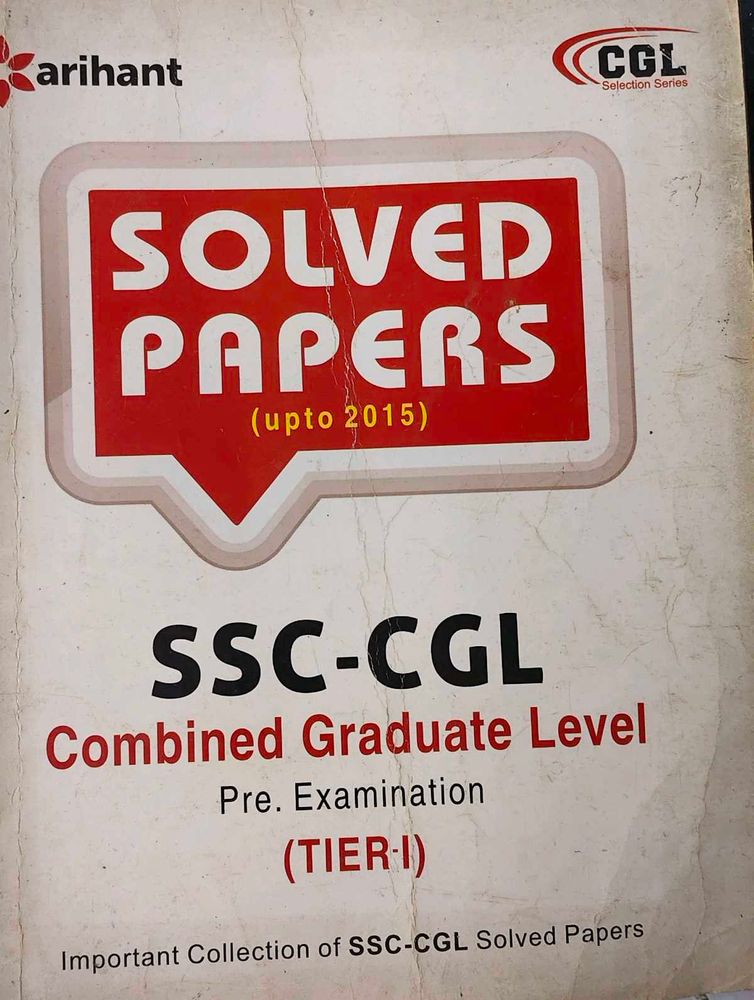 arihant
CGL
Selection Series
SOLVED
PAPERS
(upto 2015)
SSC-CGL
Combined Graduate Level
Pre. Examination
(TIER-I)
Important Collection of SSC-CGL Solved Papers